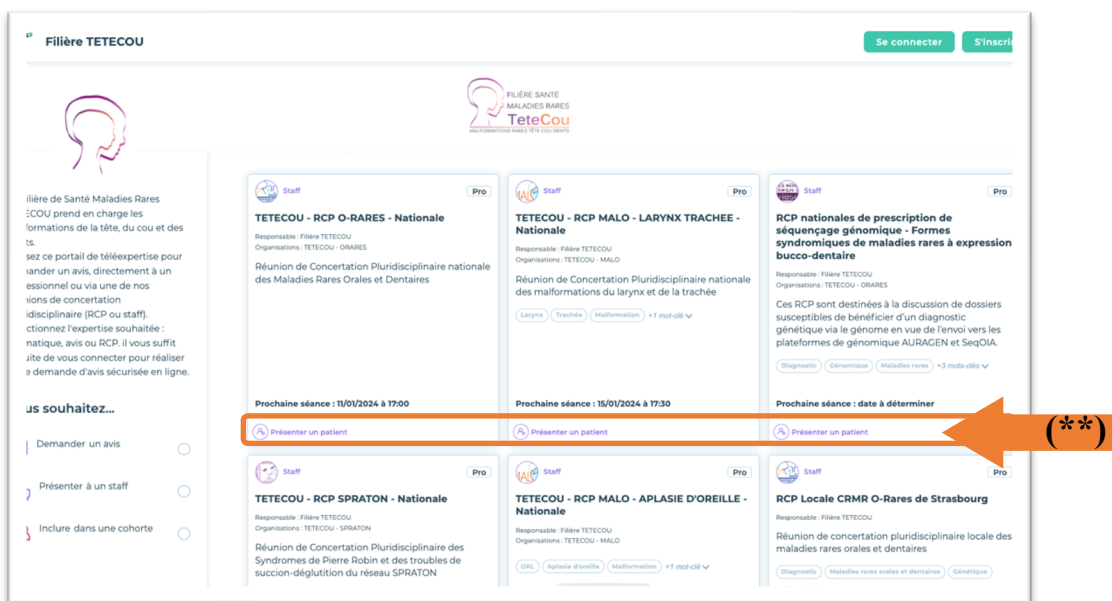 Filière TETECOU
Se connecter
S'inscri
FILIÈRE SANTÉ
MALADIES RARES
TeteCou
MALFORMATIONS RARES TÊTE COU DENTS
ilière de Santé Maladies Rares
ECOU prend en charge les
formations de la tête, du cou et des
ts.
sez ce portail de téléexpertise pour
ander un avis, directement à un
essionnel ou via une de nos
nions de concertation
idisciplinaire (RCP ou staff).
ctionnez l'expertise souhaitée :
matique, avis ou RCP. il vous suffit
uite de vous connecter pour réaliser
e demande d'avis sécurisée en ligne.
us souhaitez...
Demander un avis
Présenter à un staff
Inclure dans une cohorte
Staff
Pro
TETECOU - RCP O-RARES - Nationale
Responsable : Filière TETECOU
Organisations : TETECOU - ORARES
Réunion de Concertation Pluridisciplinaire nationale
des Maladies Rares Orales et Dentaires
Prochaine séance : 11/01/2024 à 17:00
Présenter un patient
Staff
Pro
TETECOU - RCP MALO - LARYNX TRACHEE -
Nationale
Responsable : Filière TETECOU
Organisations : TETECOU - MALO
Réunion de Concertation Pluridisciplinaire nationale
des malformations du larynx et de la trachée
Larynx Trachée Malformation +1 mot-clé
Prochaine séance : 15/01/2024 à 17:30
Présenter un patient
Staff
Pro
RCP nationales de prescription de
séquençage génomique - Formes
syndromiques de maladies rares à expression
bucco-dentaire
Responsable : Filière TETECOU
Organisations : TETECOU - ORARES
Ces RCP sont destinées à la discussion de dossiers
susceptibles de bénéficier d'un diagnostic
génétique via le génome en vue de l'envoi vers les
plateformes de génomique AURAGEN et SeqOIA.
Diagnostic Génomique Maladies rares +3 mots-clés
Prochaine séance : date à déterminer
Présenter un patient
(**)
Staff
Pro
TETECOU - RCP SPRATON - Nationale
Responsable : Filière TETECOU
Organisations : TETECOU - SPRATON
Réunion de Concertation Pluridisciplinaire des
Syndromes de Pierre Robin et des troubles de
succion-déglutition du réseau SPRATON
Staff
Pro
TETECOU - RCP MALO - APLASIE D'OREILLE -
Nationale
Responsable : Filière TETECOU
Organisations : TETECOU - MALO
ORL Aplasie d'oreille Malformation +1 mot-clé
Staff
Pro
RCP Locale CRMR O-Rares de Strasbourg
Responsable : Filière TETECOU
Réunion de concertation pluridisciplinaire locale des
maladies rares orales et dentaires
Diagnostic Maladies rares orales et dentaires Génétique